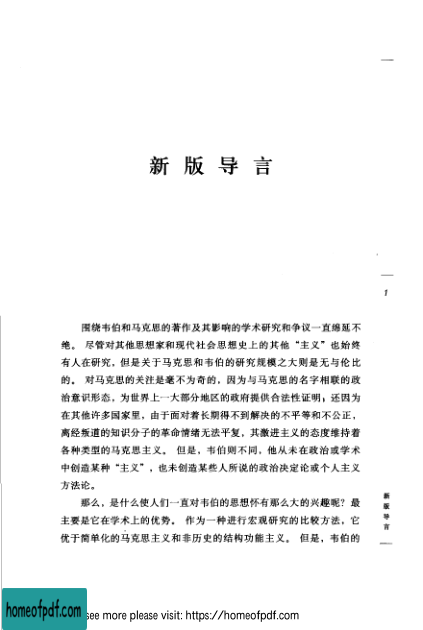 新版导言
1
围绕韦伯和马克思的著作及其影响的学术研究和争议一直绵延不
绝。 尽管对其他思想家和现代社会思想史上的其他“主义”也始终
有人在研究，但是关于马克思和韦伯的研究规模之大则是无与伦比
的。 对马克思的关注是毫不为奇的，因为与马克思的名字相联的政
治意识形态，为世界上一大部分地区的政府提供合法性证明；还因为
在其他许多国家里，由于面对着长期得不到解决的不平等和不公正，
离经叛道的知识分子的革命情绪无法平复，其激进主义的态度维持着
各种类型的马克思主义。 但是，韦伯则不同，他从未在政治或学术
中创造某种“主义”，也未创造某些人所说的政治决定论或个人主义
方法论。
那么，是什么使人们一直对韦伯的思想怀有那么大的兴趣呢？最
主要是它在学术上的优势。 作为一种进行宏观研究的比较方法，它
优于简单化的马克思主义和非历史的结构功能主义。 但是，韦伯的
新版导言
homeofpdf.com
see more please visit: https://homeofpdf.com